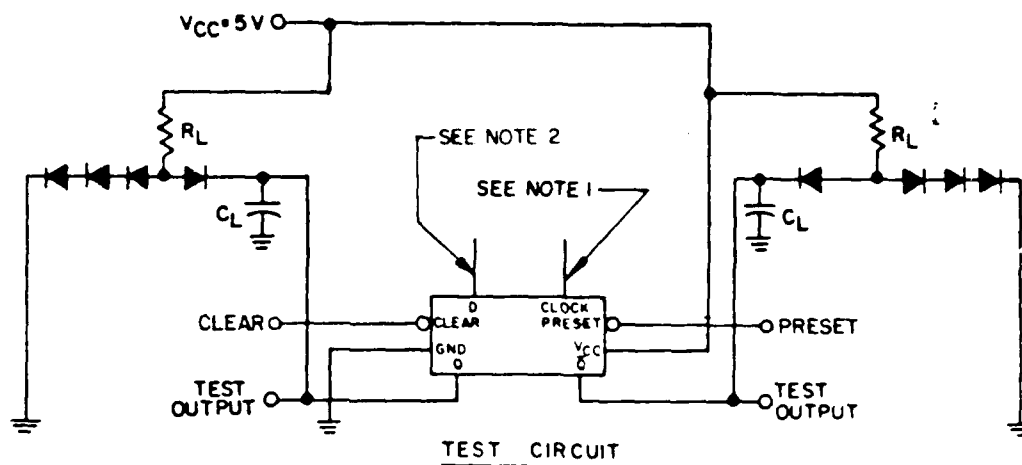 VCC=5V
RL
RL
SEE NOTE 2
SEE NOTE 1
CL
CL
D
CLOCK
CLEAR
CLEAR
PRESET
PRESET
GND
VCC
Q
Q̅
TEST OUTPUT
TEST OUTPUT
TEST CIRCUIT